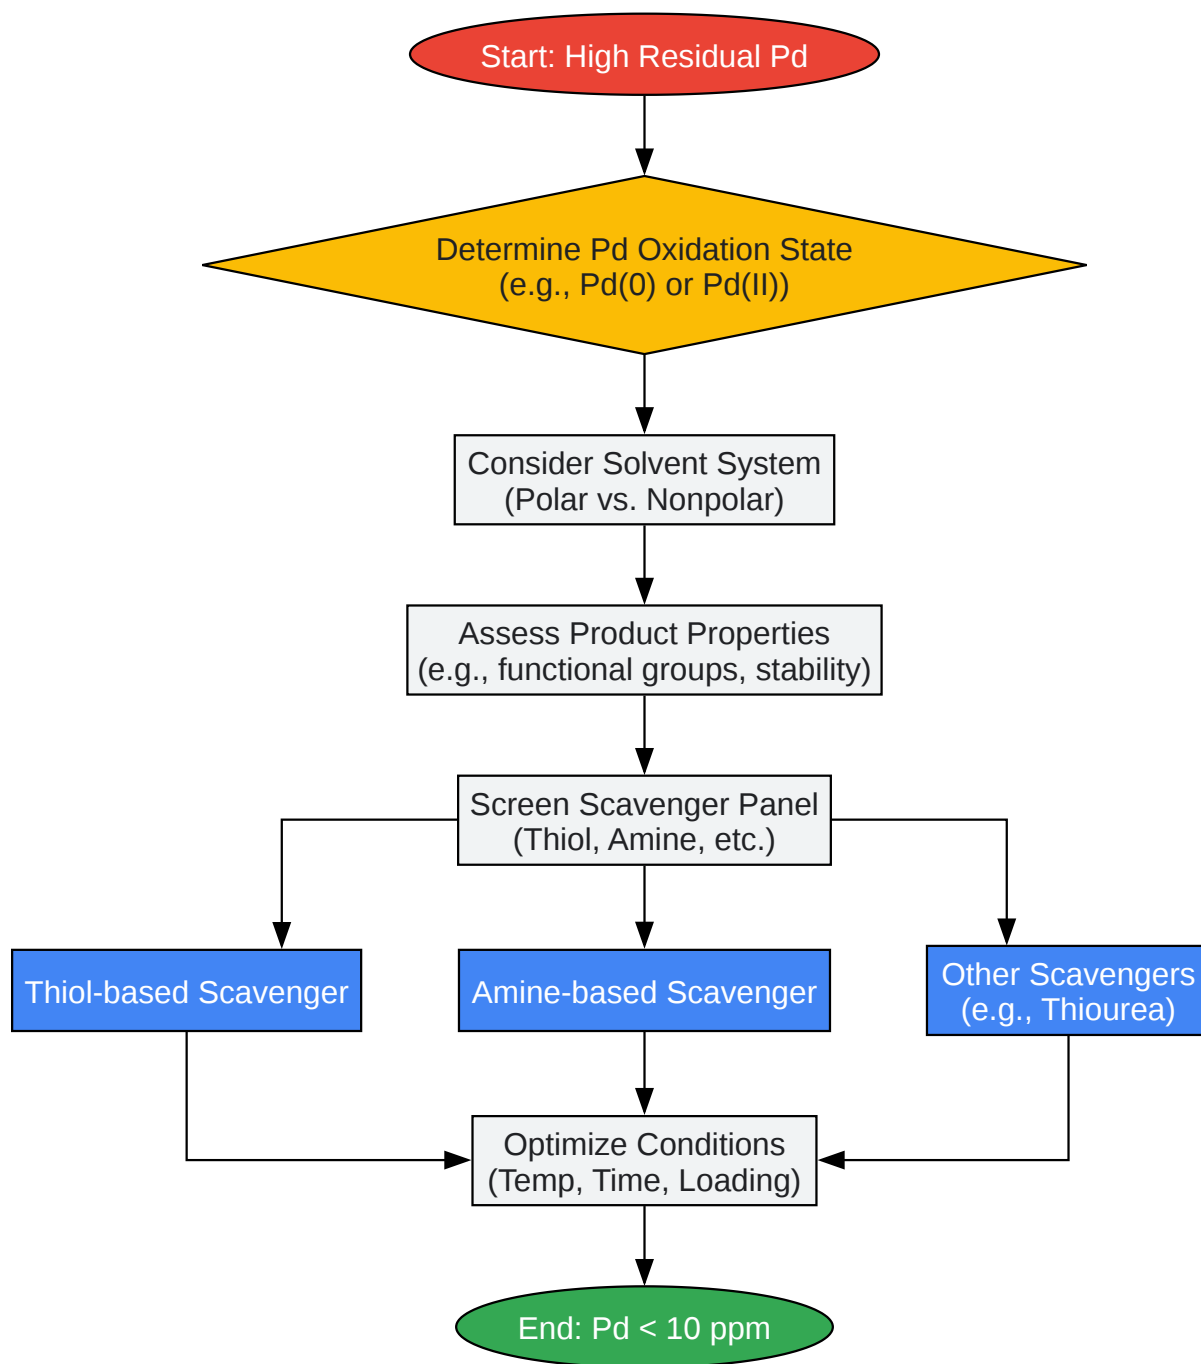 Start: High Residual Pd
Determine Pd Oxidation State
(e.g., Pd(0) or Pd(II))
Consider Solvent System
(Polar vs. Nonpolar)
Assess Product Properties
(e.g., functional groups, stability)
Screen Scavenger Panel
(Thiol, Amine, etc.)
Thiol-based Scavenger
Amine-based Scavenger
Other Scavengers
(e.g., Thiourea)
Optimize Conditions
(Temp, Time, Loading)
End: Pd < 10 ppm